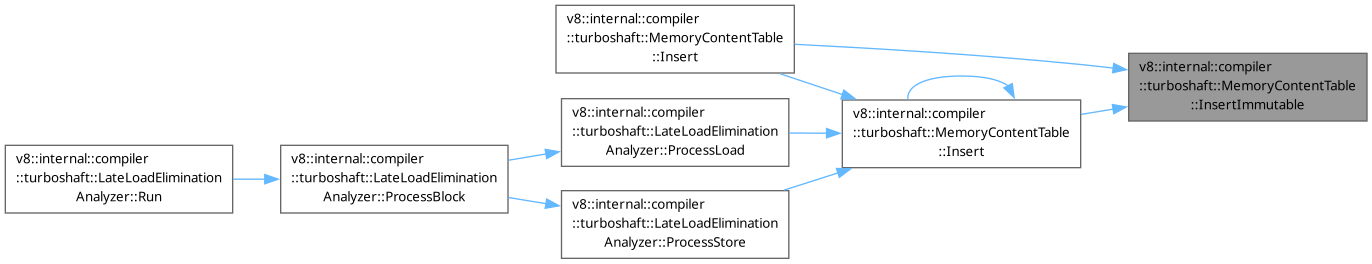 v8::internal::compiler
::turboshaft::LateLoadElimination
Analyzer::Run
v8::internal::compiler
::turboshaft::LateLoadElimination
Analyzer::ProcessBlock
v8::internal::compiler
::turboshaft::MemoryContentTable
::Insert
v8::internal::compiler
::turboshaft::LateLoadElimination
Analyzer::ProcessLoad
v8::internal::compiler
::turboshaft::LateLoadElimination
Analyzer::ProcessStore
v8::internal::compiler
::turboshaft::MemoryContentTable
::Insert
v8::internal::compiler
::turboshaft::MemoryContentTable
::InsertImmutable